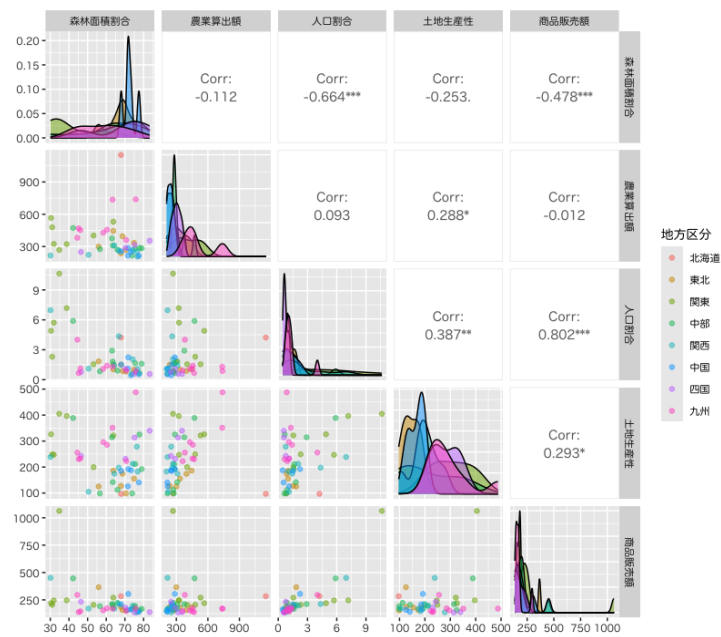 森林面積割合 農業算出額 人口割合 土地生産性 商品販売額
0.20
0.15
0.10
0.05
0.00
Corr:
-0.112
Corr:
-0.664***
Corr:
-0.253.
Corr:
-0.478***
森林面積割合
900
600
300
Corr:
0.093
Corr:
0.288*
Corr:
-0.012
農業算出額
9
6
3
0
Corr:
0.387**
Corr:
0.802***
人口割合
500
400
300
200
100
Corr:
0.293*
土地生産性
1000
750
500
250
商品販売額
30 40 50 60 70 80 300 600 900 0 3 6 9 100 200 300 400 500 250 500 750 1000
地方区分
北海道
東北
関東
中部
関西
中国
四国
九州